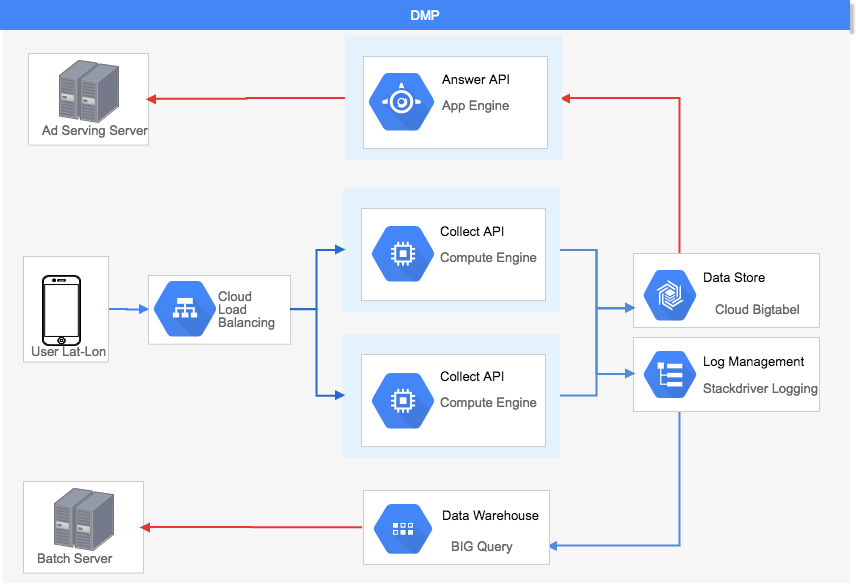 DMP
Answer API
App Engine
Ad Serving Server
Collect API
Compute Engine
Data Store
Cloud Bigtabel
Cloud
Load
Balancing
User Lat-Lon
Log Management
Stackdriver Logging
Collect API
Compute Engine
Data Warehouse
BIG Query
Batch Server